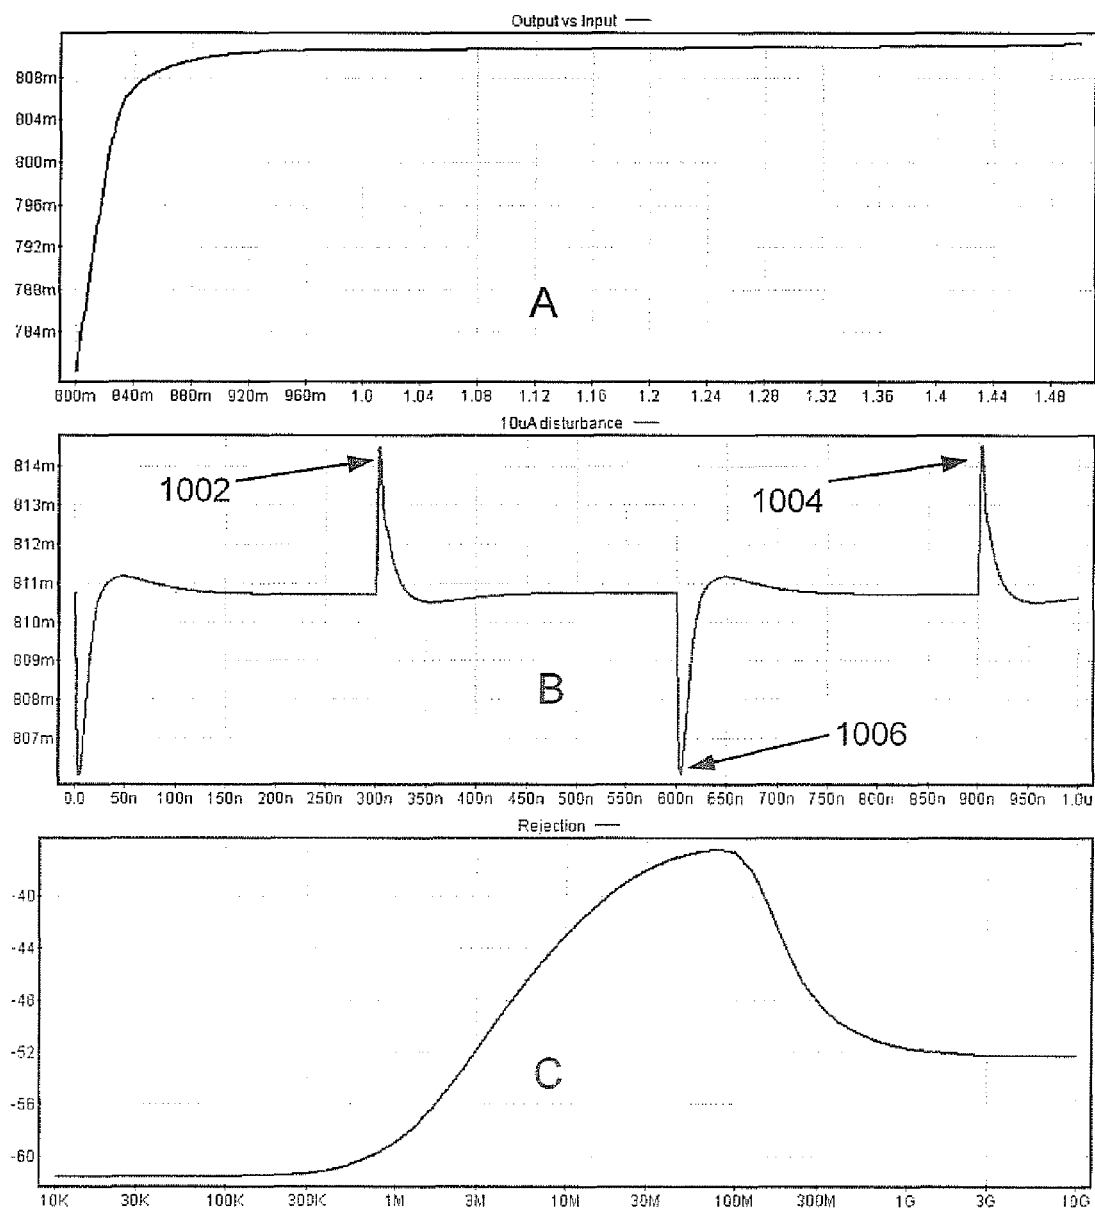 Output vs Input
808m
804m
800m
796m
792m
788m
784m
A
800m 840m 880m 920m 960m 1.0 1.04 1.08 1.12 1.16 1.2 1.24 1.28 1.32 1.36 1.4 1.44 1.48
10uA disturbance
814m
813m
812m
811m
810m
809m
808m
807m
1002
1004
B
1006
0.0 50n 100n 150n 200n 250n 300n 350n 400n 450n 500n 550n 600n 650n 700n 750n 800n 850n 900n 950n 1.0u
Rejection
-40
-44
-48
-52
-56
-60
C
10K 30K 100K 300K 1M 3M 10M 30M 100M 300M 1G 3G 10G